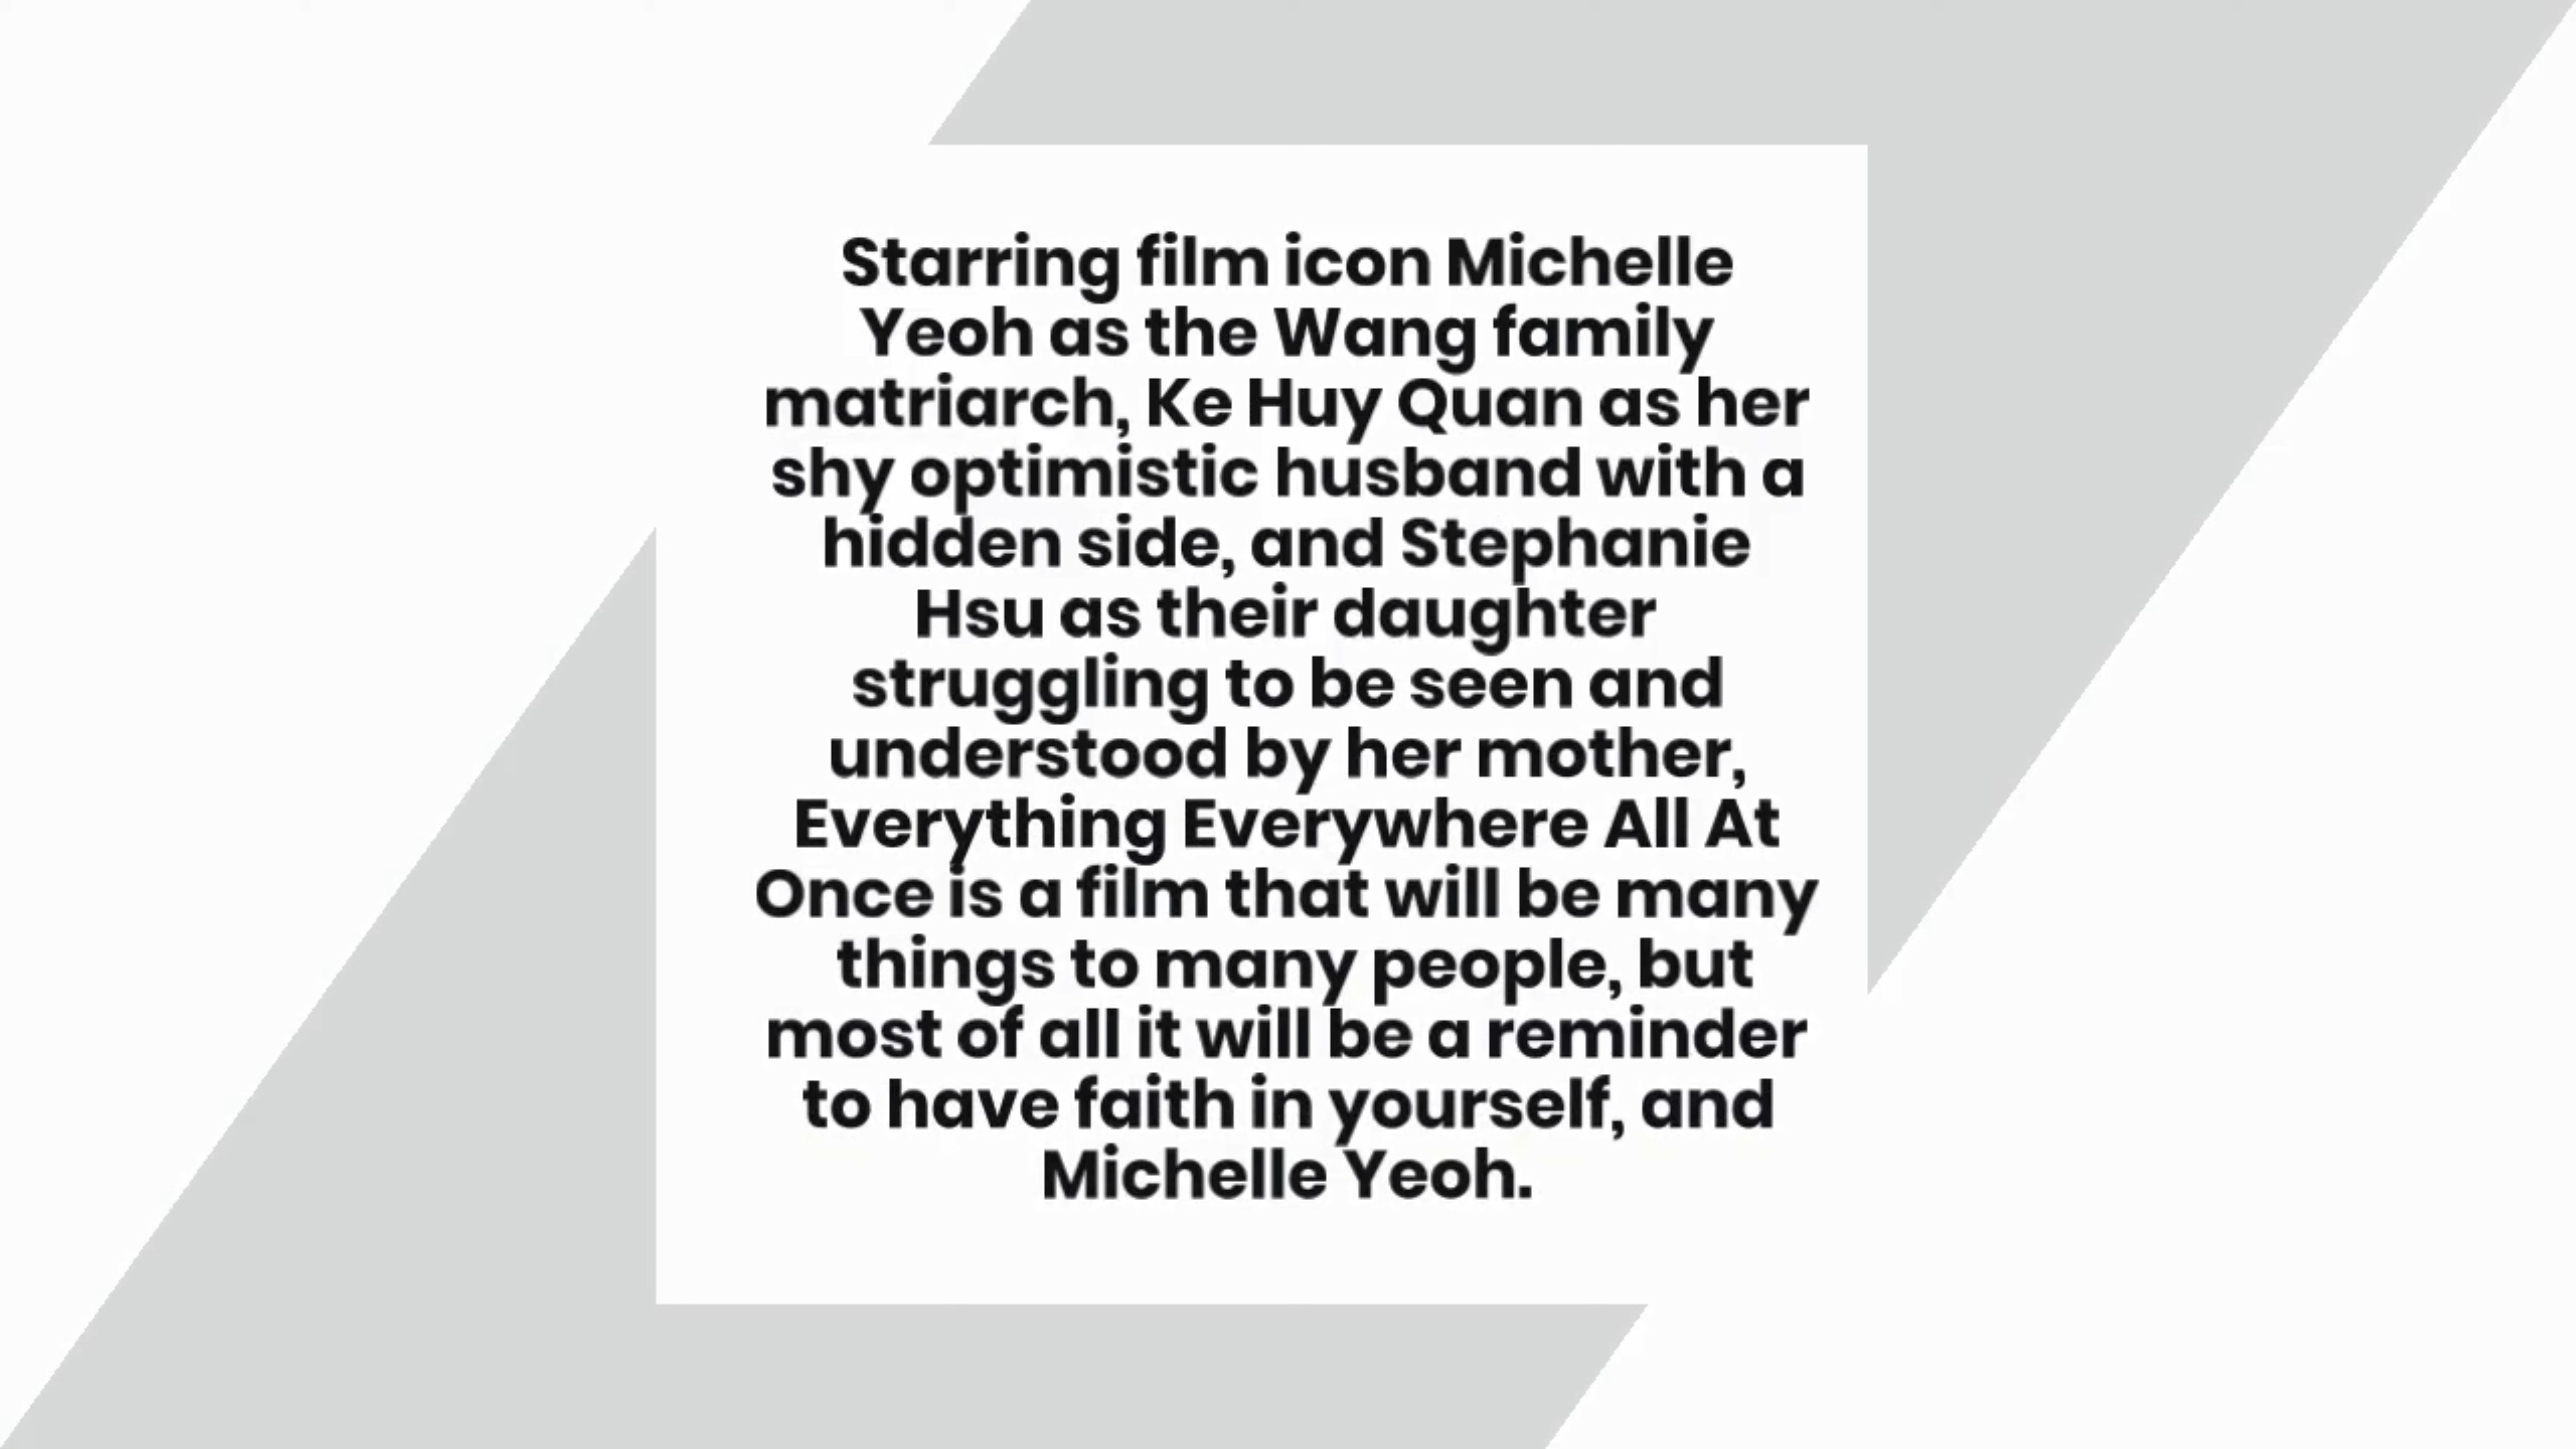 Starring film icon Michelle
Yeoh as the Wang family
matriarch, Ke Huy Quan as her
shy optimistic husband with a
hidden side, and Stephanie
Hsu as their daughter
struggling to be seen and
understood by her mother,
Everything Everywhere All At
Once is a film that will be many
things to many people, but
most of all it will be a reminder
to have faith in yourself, and
Michelle Yeoh.